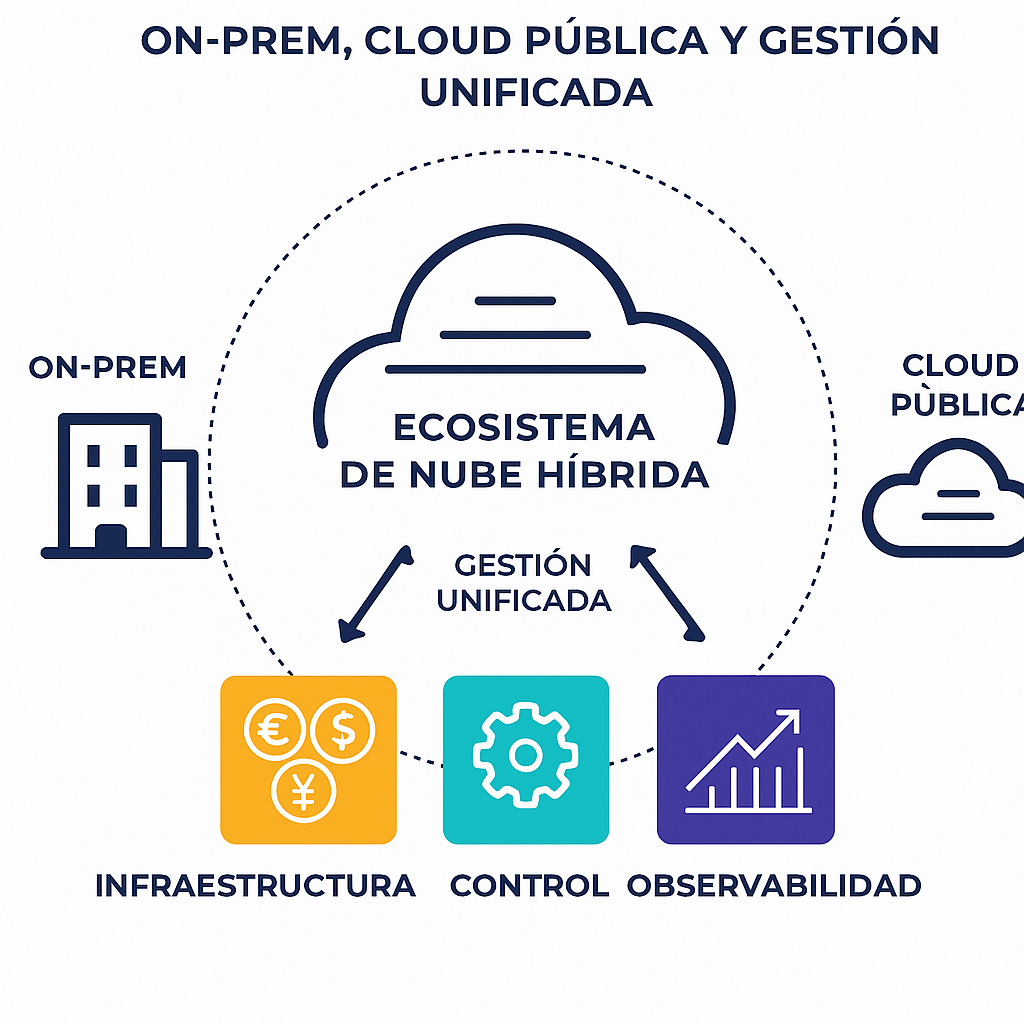 ON-PREM, CLOUD PÚBLICA Y GESTIÓN
UNIFICADA
ON-PREM
CLOUD
PÙBLICA
ECOSISTEMA
DE NUBE HÍBRIDA
GESTIÓN
UNIFICADA
€ $
¥
INFRAESTRUCTURA CONTROL OBSERVABILIDAD